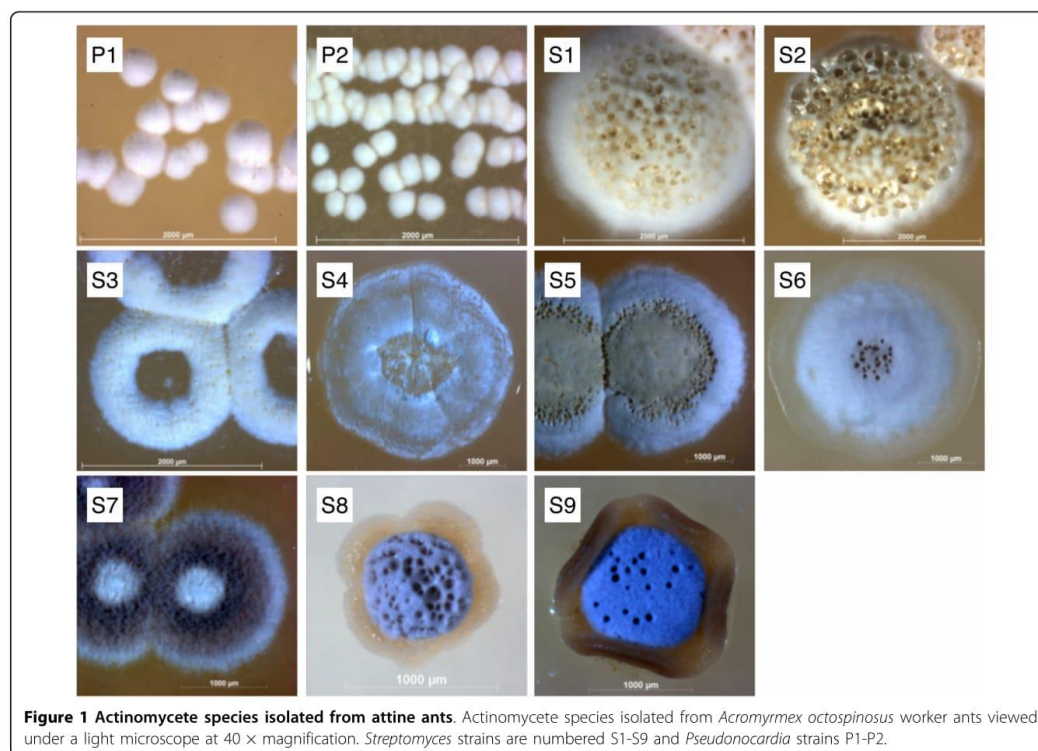 P1
P2
S1
S2
2000 µm
2000 µm
2000 µm
2000 µm
S3
S4
S5
S6
2000 µm
1000 µm
1000 µm
1000 µm
S7
S8
S9
1000 µm
1000 µm
1000 µm
Figure 1 Actinomycete species isolated from attine ants. Actinomycete species isolated from Acromyrmex octospinosus worker ants viewed
under a light microscope at 40 × magnification. Streptomyces strains are numbered S1-S9 and Pseudonocardia strains P1-P2.